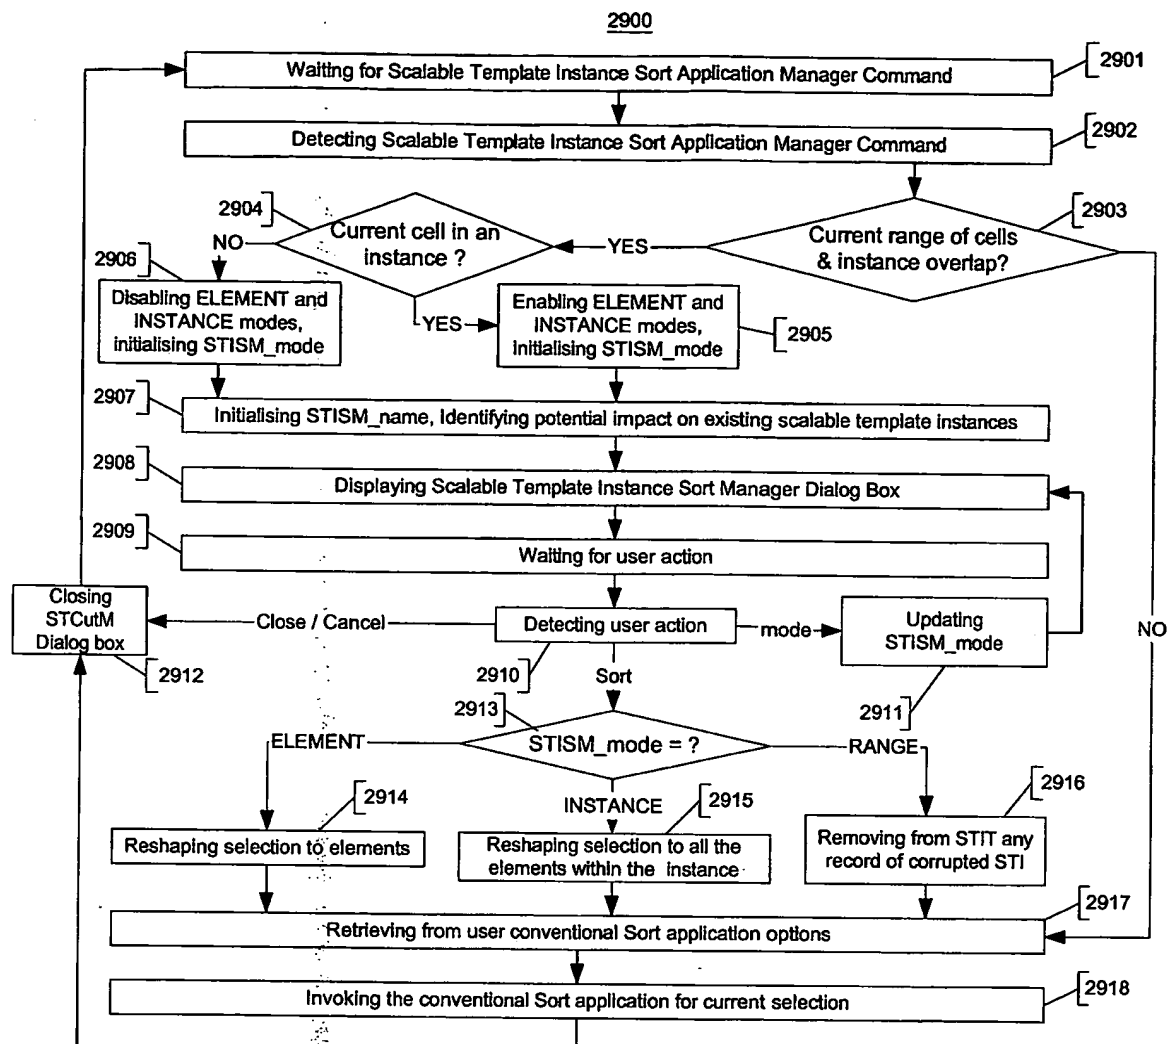 2900
Waiting for Scalable Template Instance Sort Application Manager Command
2901
Detecting Scalable Template Instance Sort Application Manager Command
2902
2904
Current cell in an
instance ?
NO
YES
2903
Current range of cells
& instance overlap?
YES
NO
2906
Disabling ELEMENT and
INSTANCE modes,
initialising STISM_mode
Enabling ELEMENT and
INSTANCE modes,
initialising STISM_mode
2905
2907
Initialising STISM_name, Identifying potential impact on existing scalable template instances
2908
Displaying Scalable Template Instance Sort Manager Dialog Box
2909
Waiting for user action
Closing
STCutM
Dialog box
2912
Close / Cancel
Detecting user action
2910
mode
Updating
STISM_mode
2911
Sort
2913
STISM_mode = ?
ELEMENT
INSTANCE
RANGE
2914
Reshaping selection to elements
2915
Reshaping selection to all the
elements within the instance
2916
Removing from STIT any
record of corrupted STI
2917
Retrieving from user conventional Sort application options
Invoking the conventional Sort application for current selection
2918